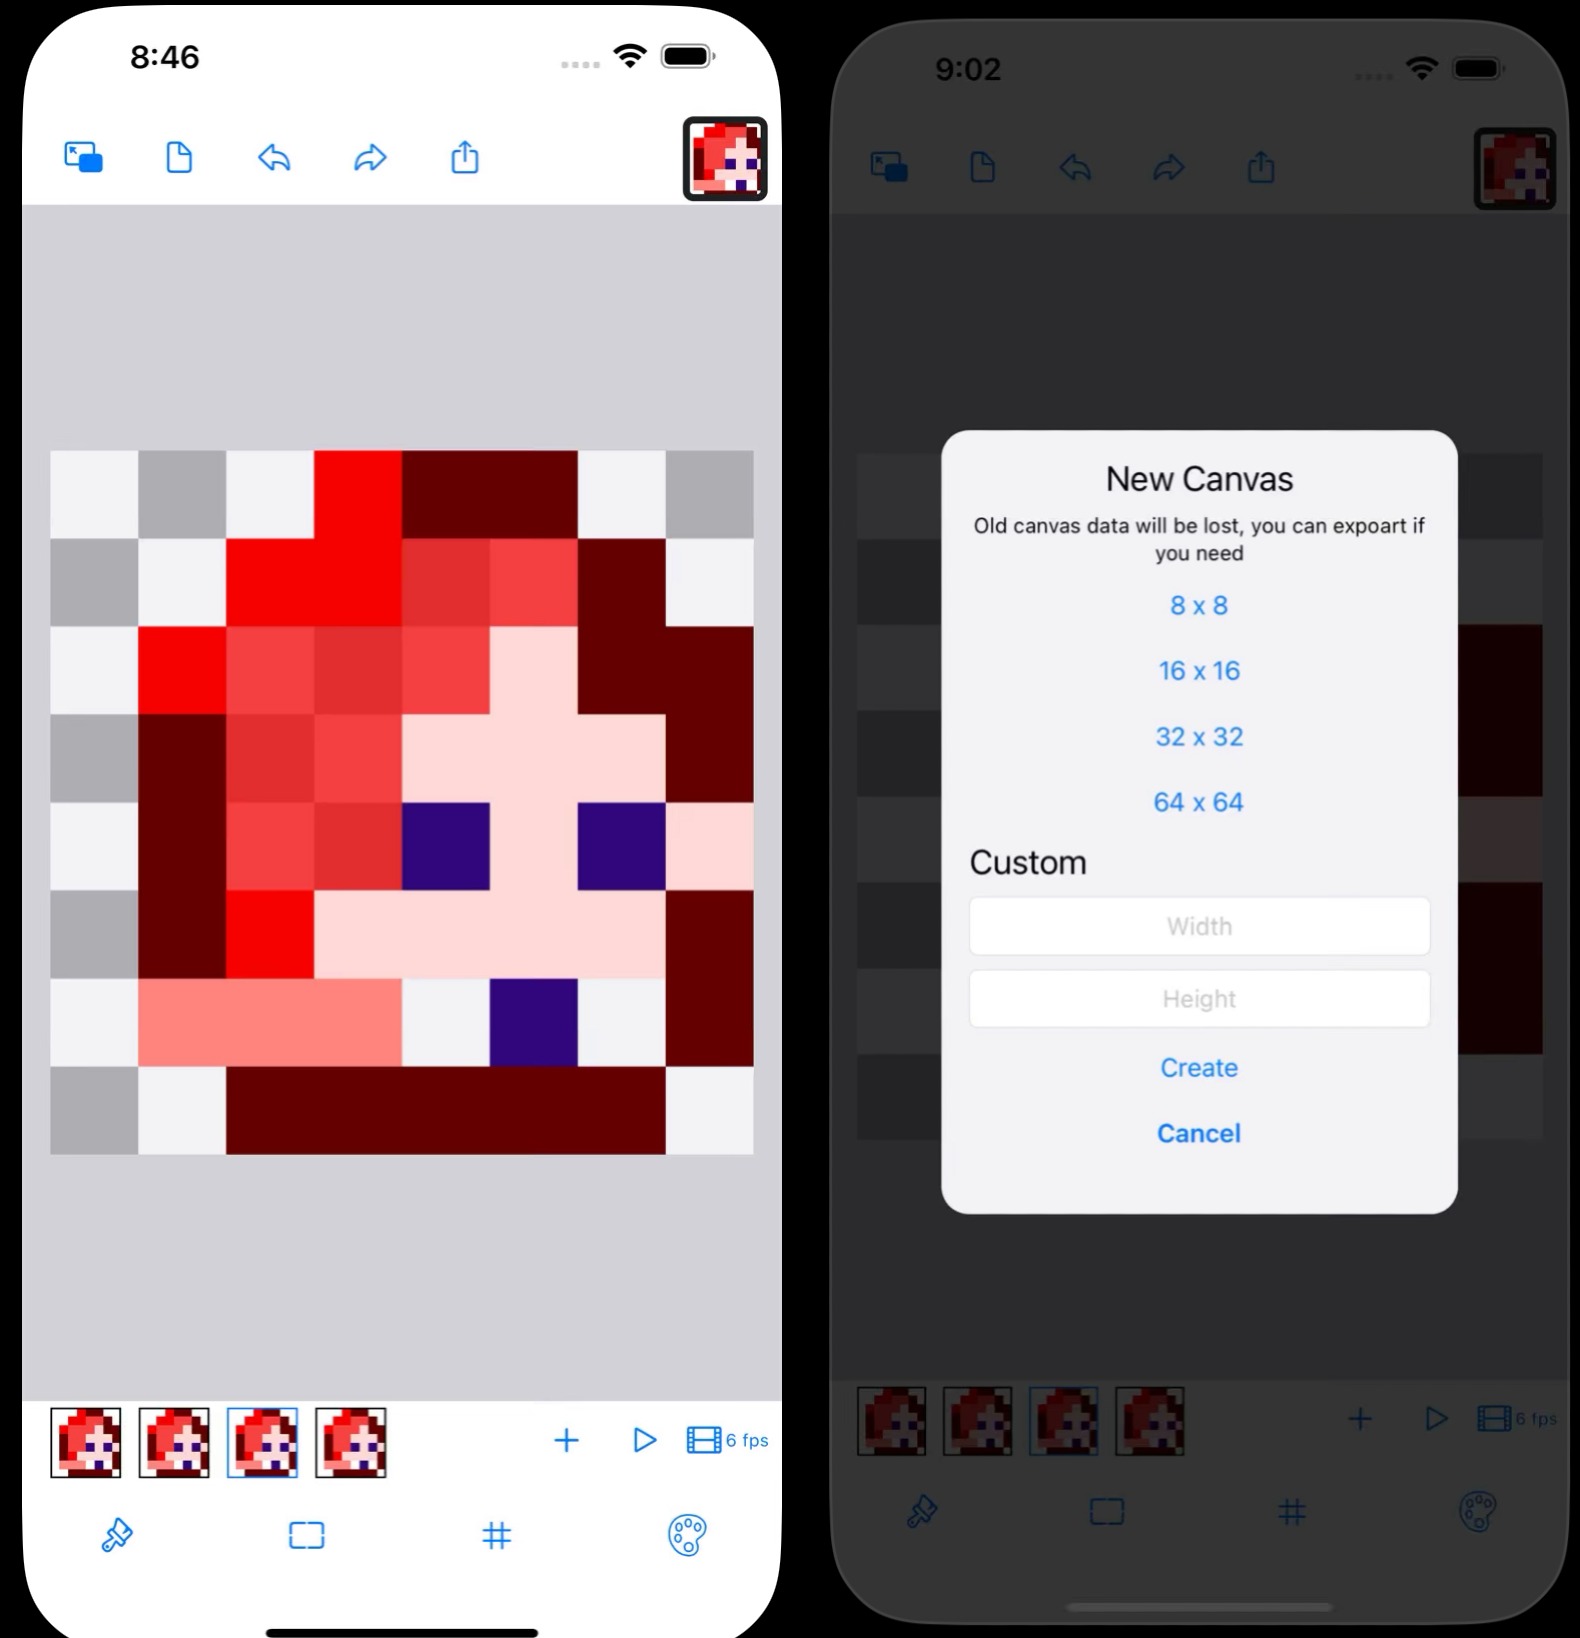 8:46
6 fps
9:02
New Canvas
Old canvas data will be lost, you can expoart if
you need
8 x 8
16 x 16
32 x 32
64 x 64
Custom
Width
Height
Create
Cancel
6 fps